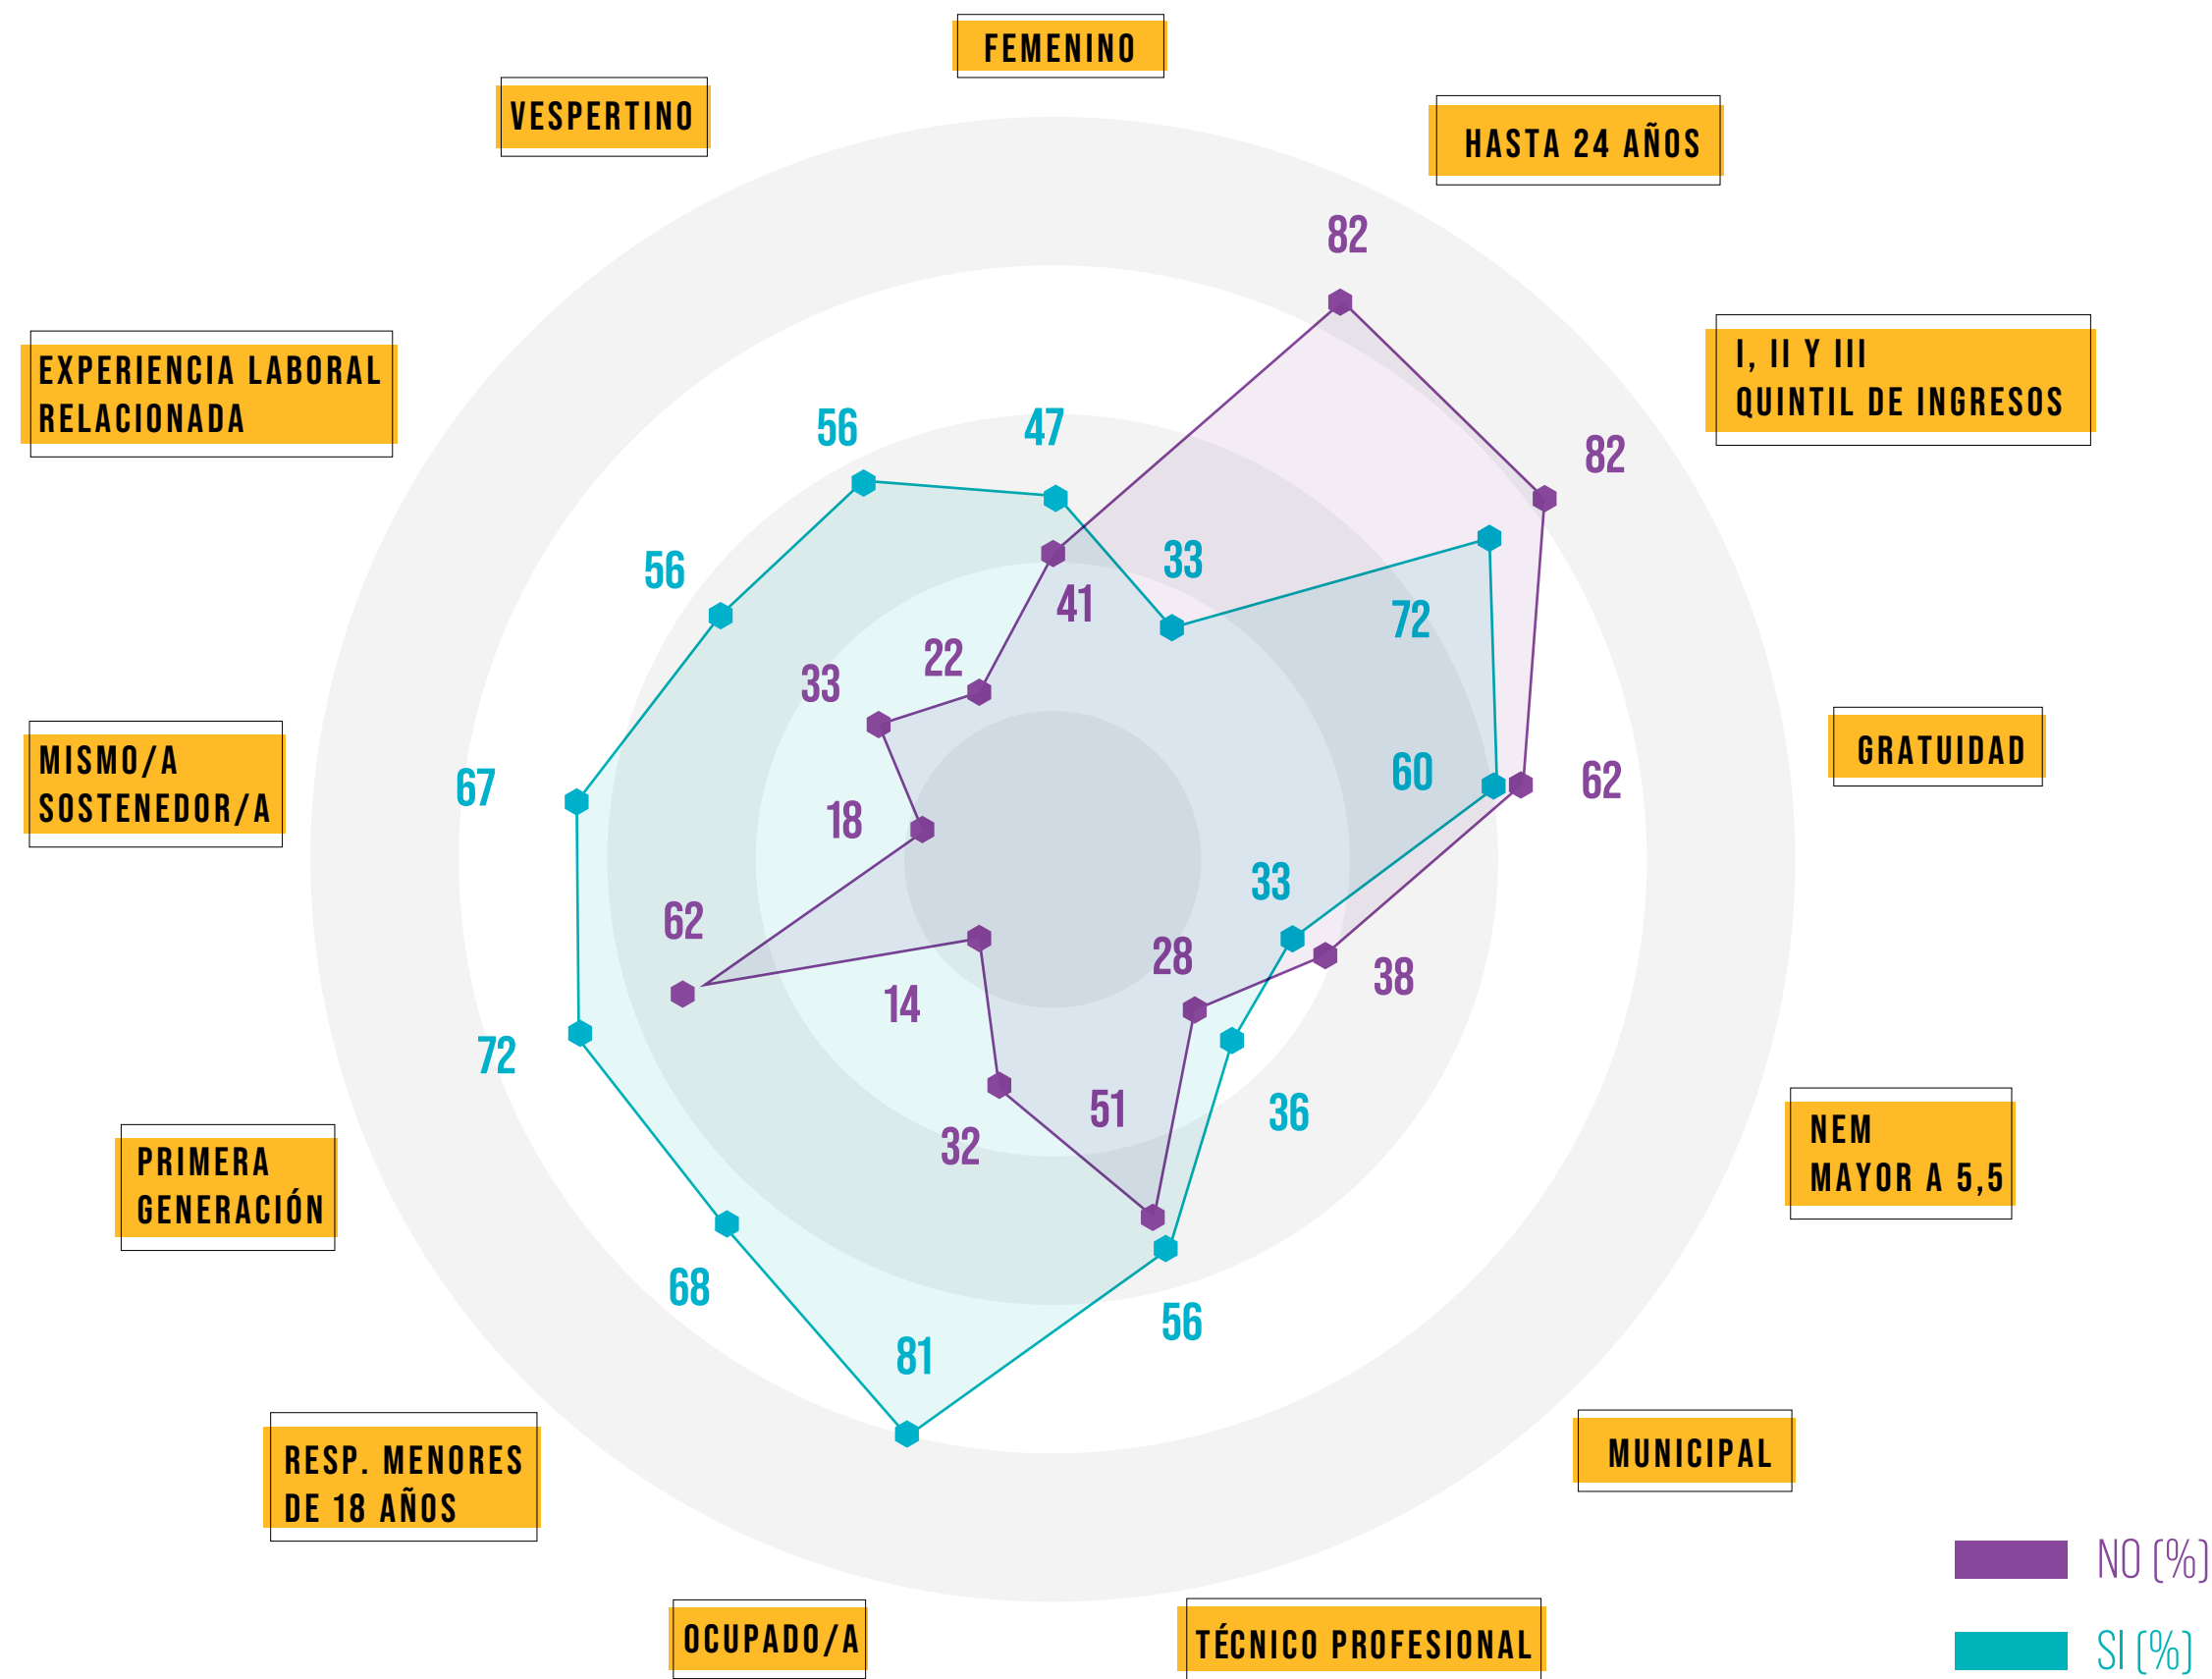 FEMENINO
VESPERTINO
HASTA 24 AÑOS
82
I, II Y III
QUINTIL DE INGRESOS
EXPERIENCIA LABORAL
RELACIONADA
56
47
82
56
33
41
72
22
33
MISMO/A
SOSTENEDOR/A
67
18
60
62
GRATUIDAD
33
62
28
38
14
72
51
36
32
PRIMERA
GENERACIÓN
NEM
MAYOR A 5,5
68
56
81
RESP. MENORES
DE 18 AÑOS
MUNICIPAL
OCUPADO/A
TÉCNICO PROFESIONAL
NO (%)
SI (%)